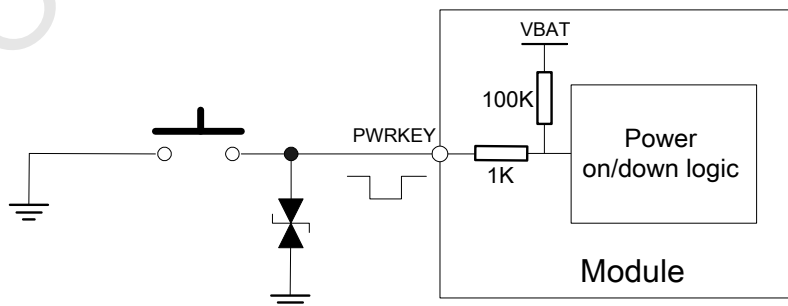 VBAT
100K
PWRKEY
1K
Power
on/down logic
Module